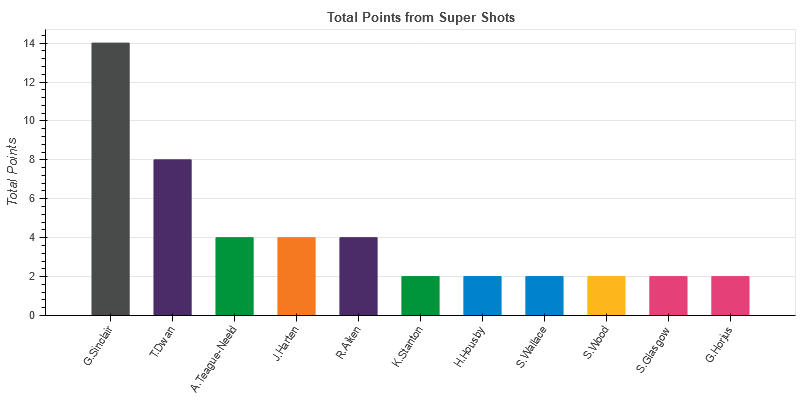 Total Points from Super Shots
Total Points
14
12
10
8
6
4
2
0
G.Sinclair
T.Dwan
A.Teague-Neeld
J.Harten
R.Aiken
K.Stanton
H.Housby
S.Wallace
S.Wood
S.Glasgow
G.Horjus